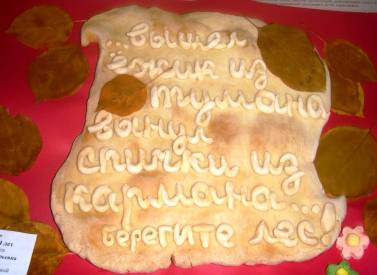 ...вышел
ёжик из
тумана
вынул
спички из
кармана...
берегите лес!